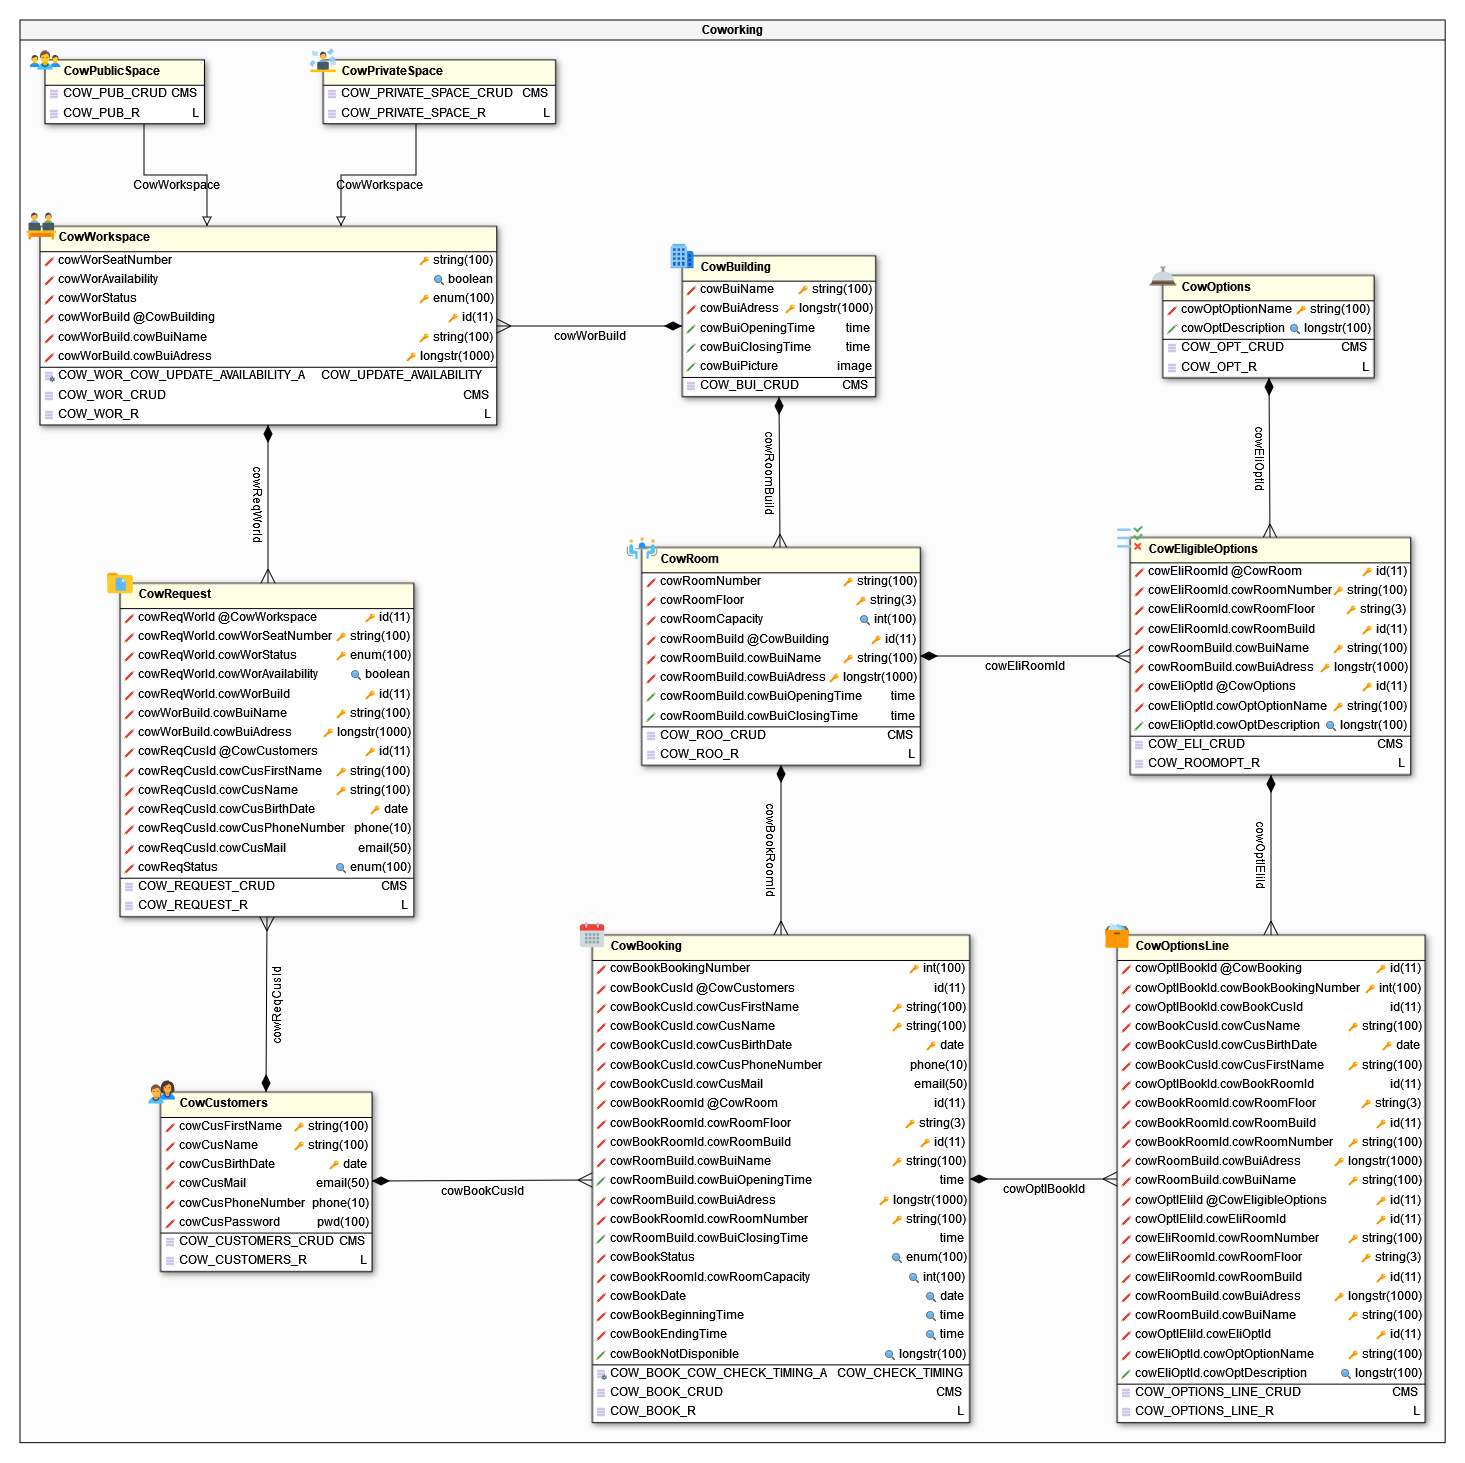 Coworking
CowPublicSpace
COW_PUB_CRUD CMS
COW_PUB_R L
CowPrivateSpace
COW_PRIVATE_SPACE_CRUD CMS
COW_PRIVATE_SPACE_R L
CowWorkspace
CowWorkspace
CowWorkspace
cowWorSeatNumber string(100)
cowWorAvailability boolean
cowWorStatus enum(100)
cowWorBuild @CowBuilding id(11)
cowWorBuild.cowBuiName string(100)
cowWorBuild.cowBuiAdress longstr(1000)
COW_WOR_COW_UPDATE_AVAILABILITY_A COW_UPDATE_AVAILABILITY
COW_WOR_CRUD CMS
COW_WOR_R L
cowWorBuild
CowBuilding
cowBuiName string(100)
cowBuiAdress longstr(1000)
cowBuiOpeningTime time
cowBuiClosingTime time
cowBuiPicture image
COW_BUI_CRUD CMS
CowOptions
cowOptOptionName string(100)
cowOptDescription longstr(100)
COW_OPT_CRUD CMS
COW_OPT_R L
cowReqWorld
cowRoomBuild
cowEliOptId
CowRequest
cowReqWorld @CowWorkspace id(11)
cowReqWorld.cowWorSeatNumber string(100)
cowReqWorld.cowWorStatus enum(100)
cowReqWorld.cowWorAvailability boolean
cowReqWorld.cowWorBuild id(11)
cowWorBuild.cowBuiName string(100)
cowWorBuild.cowBuiAdress longstr(1000)
cowReqCusId @CowCustomers id(11)
cowReqCusId.cowCusFirstName string(100)
cowReqCusId.cowCusName string(100)
cowReqCusId.cowCusBirthDate date
cowReqCusId.cowCusPhoneNumber phone(10)
cowReqCusId.cowCusMail email(50)
cowReqStatus enum(100)
COW_REQUEST_CRUD CMS
COW_REQUEST_R L
CowRoom
cowRoomNumber string(100)
cowRoomFloor string(3)
cowRoomCapacity int(100)
cowRoomBuild @CowBuilding id(11)
cowRoomBuild.cowBuiName string(100)
cowRoomBuild.cowBuiAdress longstr(1000)
cowRoomBuild.cowBuiOpeningTime time
cowRoomBuild.cowBuiClosingTime time
COW_ROO_CRUD CMS
COW_ROO_R L
cowEliRoomId
CowEligibleOptions
cowEliRoomId @CowRoom id(11)
cowEliRoomId.cowRoomNumber string(100)
cowEliRoomId.cowRoomFloor string(3)
cowEliRoomId.cowRoomBuild id(11)
cowRoomBuild.cowBuiName string(100)
cowRoomBuild.cowBuiAdress longstr(1000)
cowEliOptId @CowOptions id(11)
cowEliOptId.cowOptOptionName string(100)
cowEliOptId.cowOptDescription longstr(100)
COW_ELI_CRUD CMS
COW_ROOMOPT_R L
cowReqCusId
cowBookRoomId
cowOptlEliId
CowCustomers
cowCusFirstName string(100)
cowCusName string(100)
cowCusBirthDate date
cowCusMail email(50)
cowCusPhoneNumber phone(10)
cowCusPassword pwd(100)
COW_CUSTOMERS_CRUD CMS
COW_CUSTOMERS_R L
cowBookCusId
CowBooking
cowBookBookingNumber int(100)
cowBookCusId @CowCustomers id(11)
cowBookCusId.cowCusFirstName string(100)
cowBookCusId.cowCusName string(100)
cowBookCusId.cowCusBirthDate date
cowBookCusId.cowCusPhoneNumber phone(10)
cowBookCusId.cowCusMail email(50)
cowBookRoomId @CowRoom id(11)
cowBookRoomId.cowRoomFloor string(3)
cowBookRoomId.cowRoomBuild id(11)
cowRoomBuild.cowBuiName string(100)
cowRoomBuild.cowBuiOpeningTime time
cowRoomBuild.cowBuiAdress longstr(1000)
cowBookRoomId.cowRoomNumber string(100)
cowRoomBuild.cowBuiClosingTime time
cowBookStatus enum(100)
cowBookRoomId.cowRoomCapacity int(100)
cowBookDate date
cowBookBeginningTime time
cowBookEndingTime time
cowBookNotDisponible longstr(100)
COW_BOOK_COW_CHECK_TIMING_A COW_CHECK_TIMING
COW_BOOK_CRUD CMS
COW_BOOK_R L
cowOptlBookId
CowOptionsLine
cowOptlBookId @CowBooking id(11)
cowOptlBookId.cowBookBookingNumber int(100)
cowOptlBookId.cowBookCusId id(11)
cowBookCusId.cowCusName string(100)
cowBookCusId.cowCusBirthDate date
cowBookCusId.cowCusFirstName string(100)
cowOptlBookId.cowBookRoomId id(11)
cowBookRoomId.cowRoomFloor string(3)
cowBookRoomId.cowRoomBuild id(11)
cowBookRoomId.cowRoomNumber string(100)
cowRoomBuild.cowBuiAdress longstr(1000)
cowRoomBuild.cowBuiName string(100)
cowOptlEliId @CowEligibleOptions id(11)
cowOptlEliId.cowEliRoomId id(11)
cowEliRoomId.cowRoomNumber string(100)
cowEliRoomId.cowRoomFloor string(3)
cowEliRoomId.cowRoomBuild id(11)
cowRoomBuild.cowBuiAdress longstr(1000)
cowRoomBuild.cowBuiName string(100)
cowOptlEliId.cowEliOptId id(11)
cowEliOptId.cowOptOptionName string(100)
cowEliOptId.cowOptDescription longstr(100)
COW_OPTIONS_LINE_CRUD CMS
COW_OPTIONS_LINE_R L